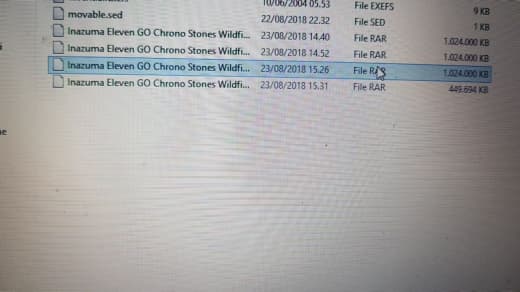 10/06/2004 05.53 File EXEFS 9 KB
movable.sed 22/08/2018 22.32 File SED 1 KB
Inazuma Eleven GO Chrono Stones Wildfi... 23/08/2018 14.40 File RAR 1.024.000 KB
Inazuma Eleven GO Chrono Stones Wildfi... 23/08/2018 14.52 File RAR 1.024.000 KB
Inazuma Eleven GO Chrono Stones Wildfi... 23/08/2018 15.26 File 1.024.000 KB
Inazuma Eleven GO Chrono Stones Wildfi... 23/08/2018 15.31 File RAR 449.694 KB